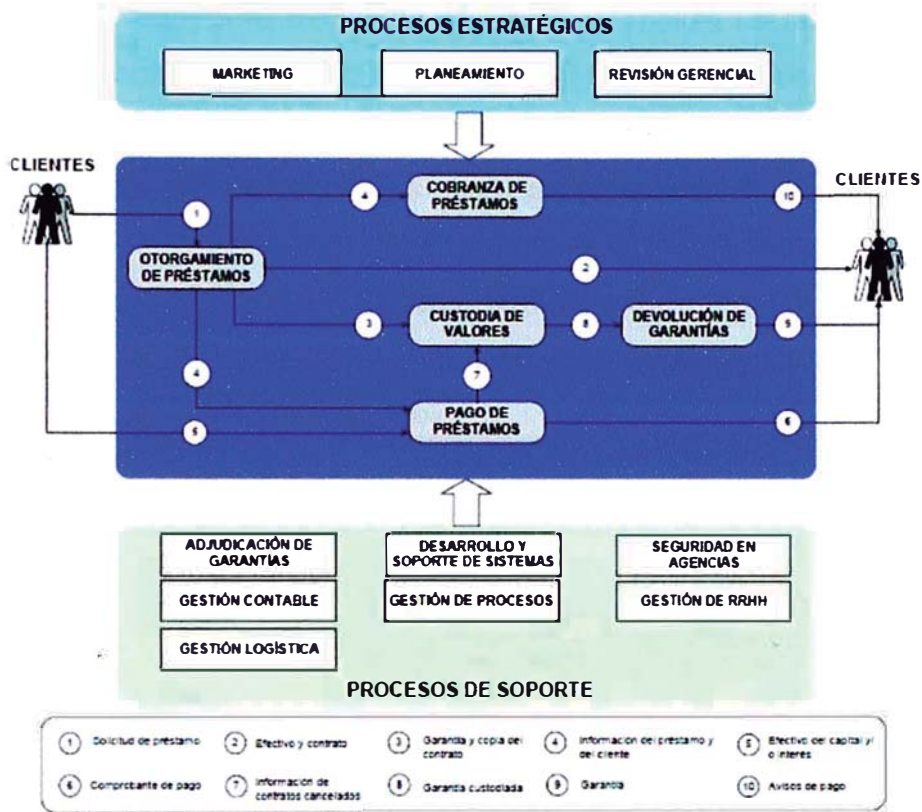 PROCESOS ESTRATÉGICOS
MARKETING
PLANEAMIENTO
REVISIÓN GERENCIAL
CLIENTES
CLIENTES
1
4
COBRANZA DE
PRÉSTAMOS
10
OTORGAMIENTO
DE PRÉSTAMOS
2
3
CUSTODIA DE
VALORES
8
DEVOLUCIÓN DE
GARANTÍAS
9
4
7
5
PAGO DE
PRÉSTAMOS
6
ADJUDICACIÓN DE
GARANTÍAS
DESARROLLO Y
SOPORTE DE SISTEMAS
SEGURIDAD EN
AGENCIAS
GESTIÓN CONTABLE
GESTIÓN DE PROCESOS
GESTIÓN DE RRHH
GESTIÓN LOGÍSTICA
PROCESOS DE SOPORTE
1 Solicitud de préstamo
2 Efectivo y contrato
3 Garantía y copia del
contrato
4 Información del préstamo y
del cliente
5 Efectivo del capital y/
o interés
6 Comprobante de pago
7 Información de
contratos cancelados
8 Garantía custodiada
9 Garantía
10 Avisos de pago